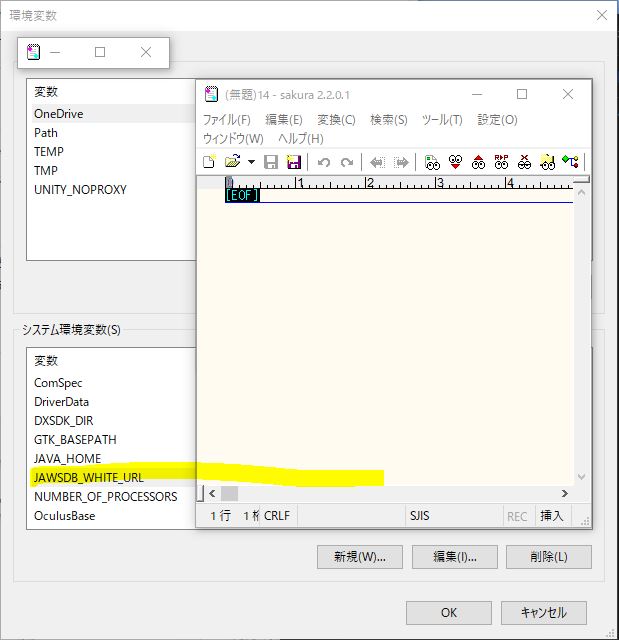 環境変数
変数
OneDrive
Path
TEMP
TMP
UNITY_NOPROXY
(無題)14 - sakura 2.2.0.1
ファイル(F) 編集(E) 変換(C) 検索(S) ツール(T) 設定(O)
ウィンドウ(W) ヘルプ(H)
0 1 2 3 4
[EOF]
1 行 1 桁 CRLF SJIS REC 挿入
システム環境変数(S)
変数
ComSpec
DriverData
DXSDK_DIR
GTK_BASEPATH
JAVA_HOME
JAWSDB_WHITE_URL
NUMBER_OF_PROCESSORS
OculusBase
新規(W)... 編集(I)... 削除(L)
OK キャンセル